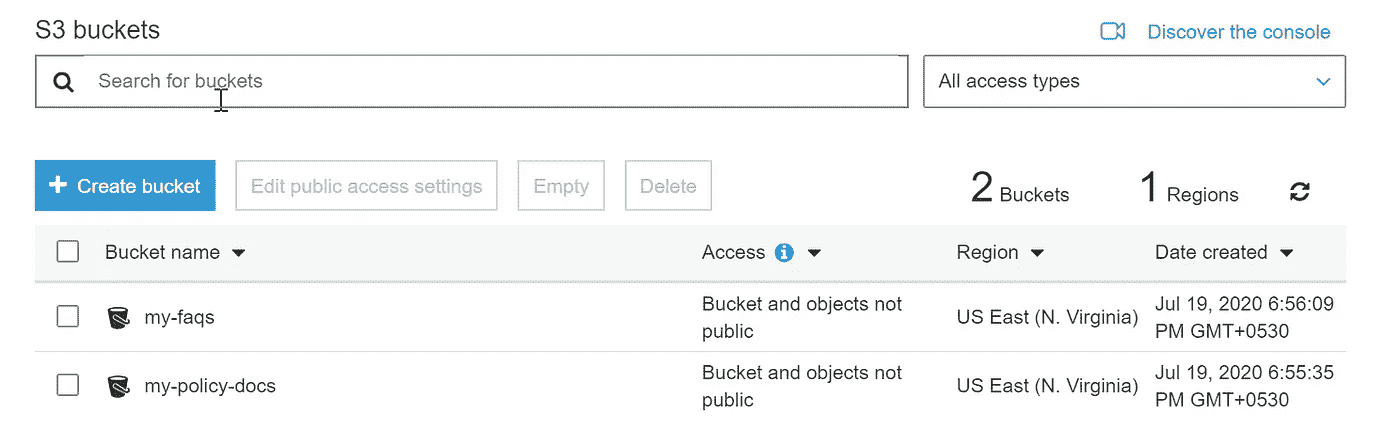 S3 buckets
Discover the console
Search for buckets
All access types
Create bucket
Edit public access settings
Empty
Delete
2 Buckets
1 Regions
Bucket name
Access
Region
Date created
my-faqs
Bucket and objects not
public
US East (N. Virginia)
Jul 19, 2020 6:56:09
PM GMT+0530
my-policy-docs
Bucket and objects not
public
US East (N. Virginia)
Jul 19, 2020 6:55:35
PM GMT+0530